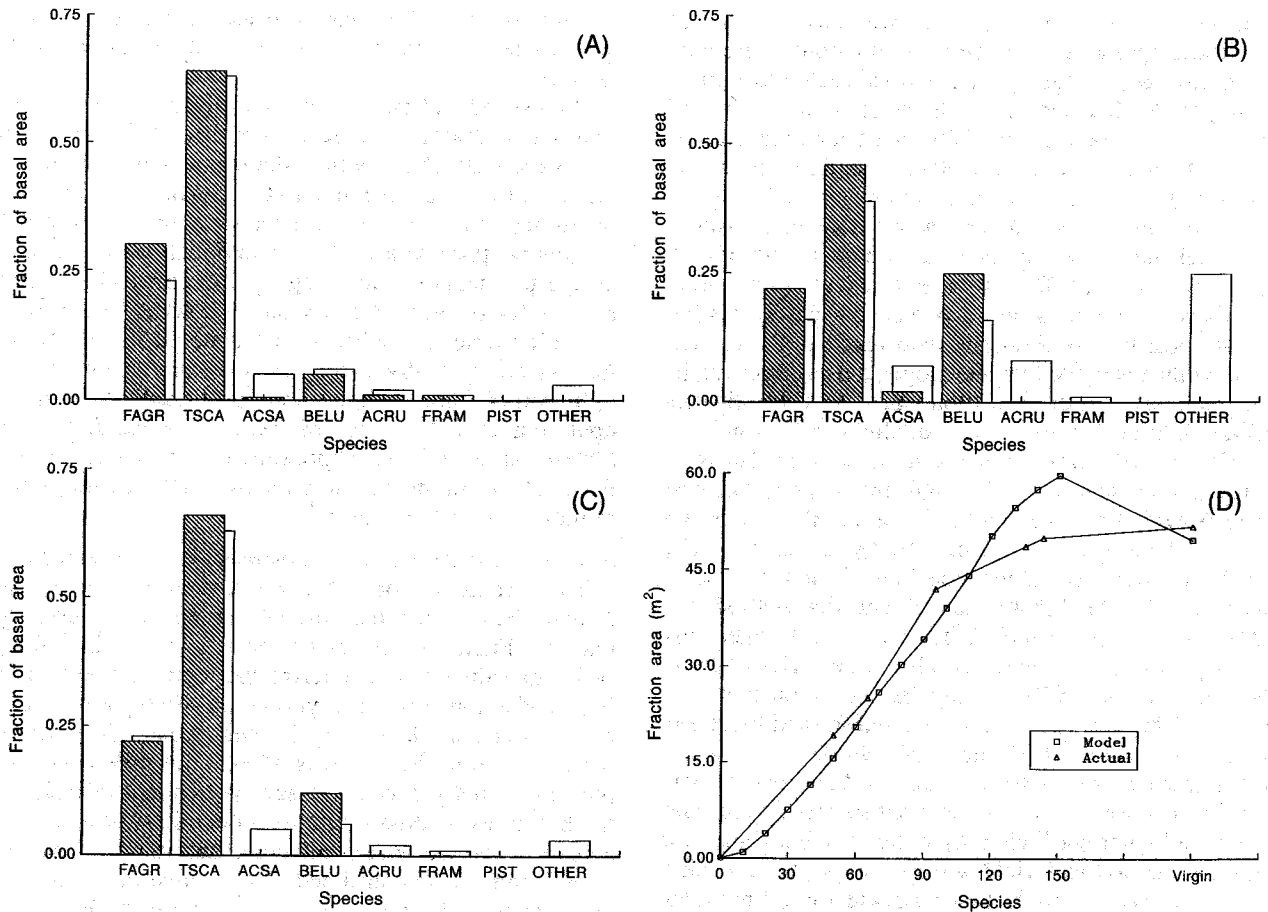 (A)
Fraction of basal area
0.75
0.50
0.25
0.00
FAGR TSCA ACSA BELU ACRU FRAM PIST OTHER
Species
(B)
Fraction of basal area
0.75
0.50
0.25
0.00
FAGR TSCA ACSA BELU ACRU FRAM PIST OTHER
Species
(C)
Fraction of basal area
0.75
0.50
0.25
0.00
FAGR TSCA ACSA BELU ACRU FRAM PIST OTHER
Species
(D)
Fraction area (m²)
60.0
45.0
30.0
15.0
0.00
Model
Actual
0 30 60 90 120 150 Virgin
Species